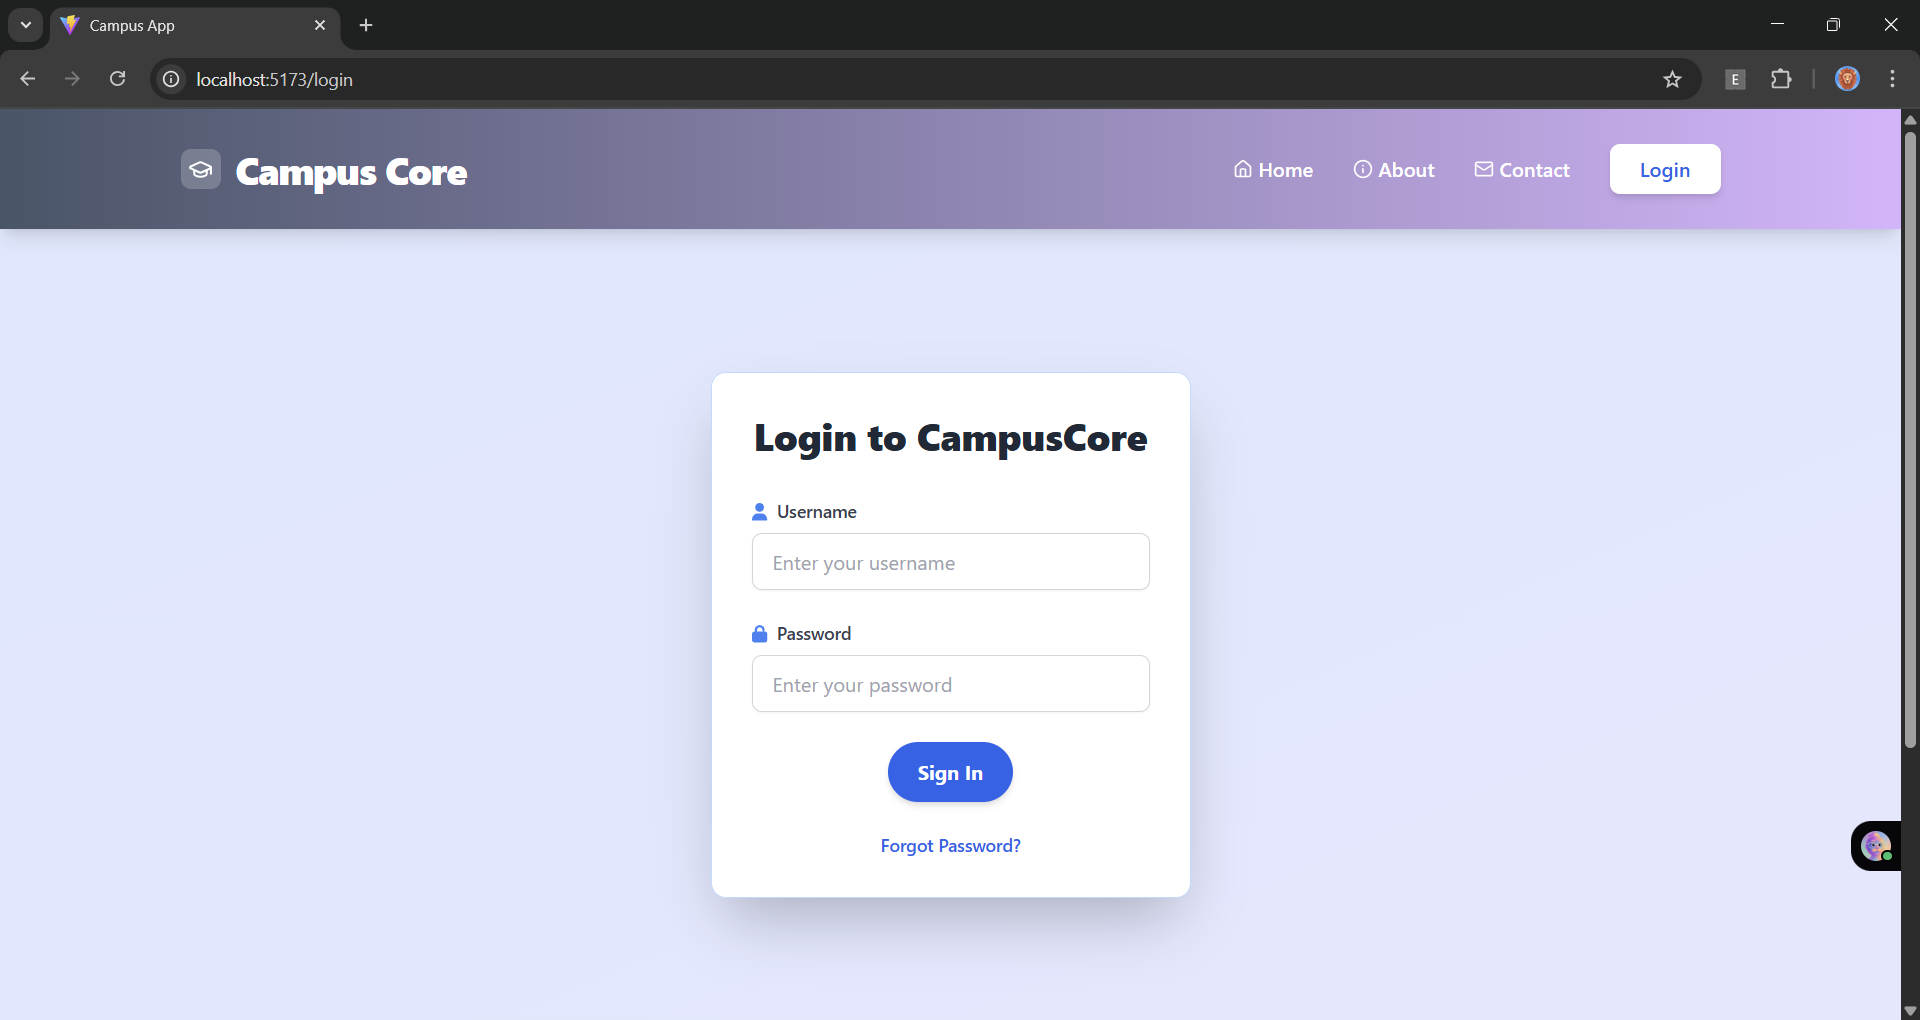 Campus App
localhost:5173/login
E
Campus Core
Home
About
Contact
Login
Login to CampusCore
Username
Enter your username
Password
Enter your password
Sign In
Forgot Password?